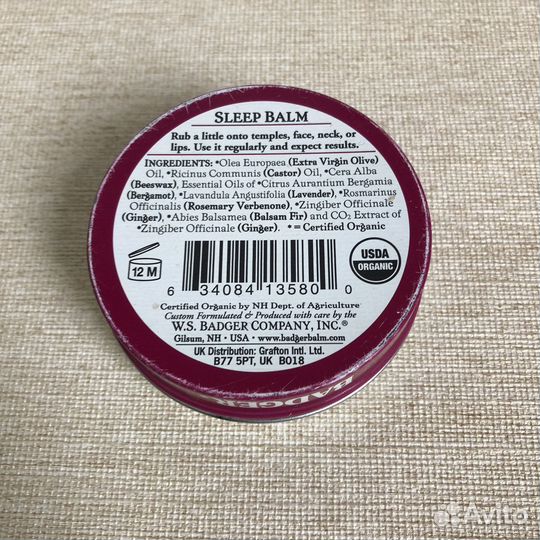 SLEEP BALM
Rub a little onto temples, face, neck, or
lips. Use it regularly and expect results.
INGREDIENTS: *Olea Europaea (Extra Virgin Olive)
Oil, *Ricinus Communis (Castor) Oil, *Cera Alba
(Beeswax), Essential Oils of *Citrus Aurantium Bergamia
(Bergamot), *Lavandula Angustifolia (Lavender), *Rosmarinus
Officinalis (Rosemary Verbenone), *Zingiber Officinale
(Ginger), *Abies Balsamea (Balsam Fir) and CO2 Extract of
*Zingiber Officinale (Ginger). * = Certified Organic
12 M
6 34084 13580 0
USDA
ORGANIC
Certified Organic by NH Dept. of Agriculture
Custom Formulated & Produced with care by the
W.S. BADGER COMPANY, INC.®
Gilsum, NH • USA • www.badgerbalm.com
UK Distribution: Grafton Intl. Ltd.
B77 5PT, UK B018
BADGER
Avito